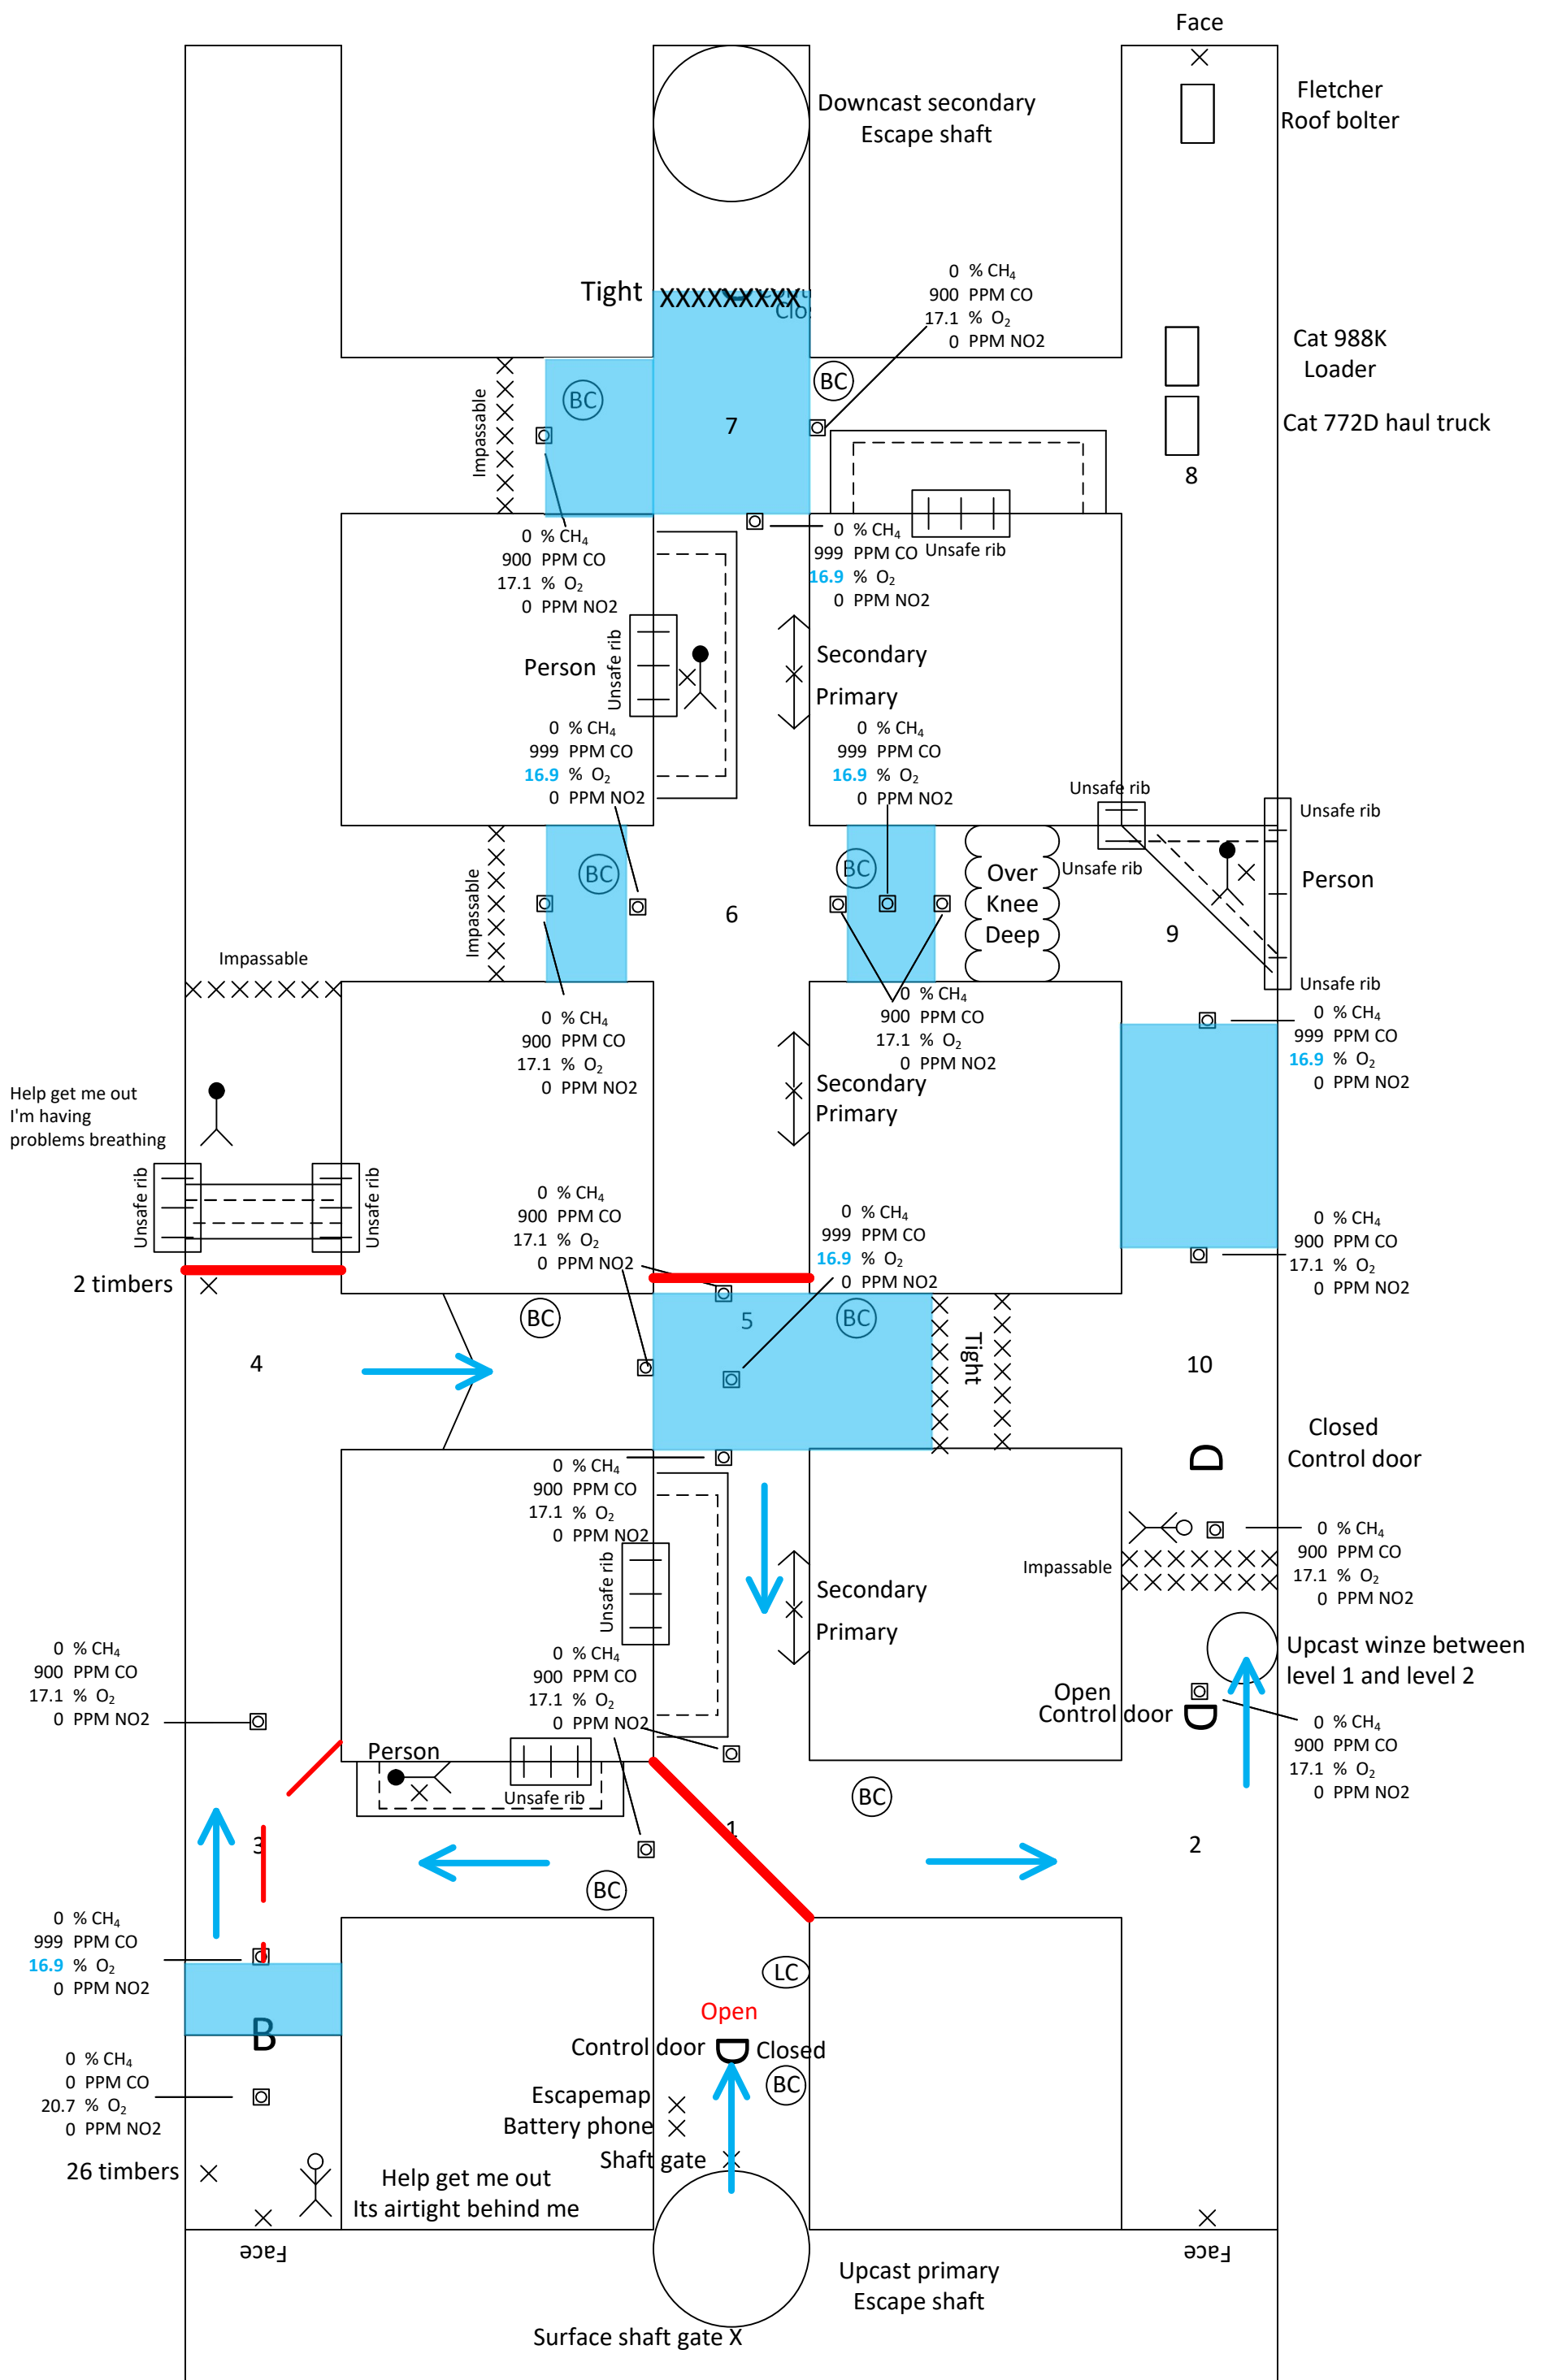 Face
Fletcher
Roof bolter
Downcast secondary
Escape shaft
Tight
XXXXXXXXX
0 % CH4
900 PPM CO
17.1 % O2
0 PPM NO2
BC
BC
Impassable
7
Cat 988K
Loader
Cat 772D haul truck
8
0 % CH4
900 PPM CO
17.1 % O2
0 PPM NO2
0 % CH4
999 PPM CO
16.9 % O2
0 PPM NO2
Unsafe rib
Person
Unsafe rib
Secondary
Primary
0 % CH4
999 PPM CO
16.9 % O2
0 PPM NO2
0 % CH4
999 PPM CO
16.9 % O2
0 PPM NO2
Unsafe rib
Unsafe rib
Unsafe rib
Person
Unsafe rib
Impassable
BC
6
BC
Over
Knee
Deep
9
Impassable
0 % CH4
900 PPM CO
17.1 % O2
0 PPM NO2
0 % CH4
900 PPM CO
17.1 % O2
0 PPM NO2
0 % CH4
999 PPM CO
16.9 % O2
0 PPM NO2
Help get me out
I'm having
problems breathing
Secondary
Primary
Unsafe rib
Unsafe rib
2 timbers
0 % CH4
900 PPM CO
17.1 % O2
0 PPM NO2
0 % CH4
999 PPM CO
16.9 % O2
0 PPM NO2
0 % CH4
900 PPM CO
17.1 % O2
0 PPM NO2
BC
5
BC
4
Tight
10
Closed
Control door
D
0 % CH4
900 PPM CO
17.1 % O2
0 PPM NO2
Unsafe rib
Secondary
Primary
Impassable
0 % CH4
900 PPM CO
17.1 % O2
0 PPM NO2
0 % CH4
900 PPM CO
17.1 % O2
0 PPM NO2
0 % CH4
900 PPM CO
17.1 % O2
0 PPM NO2
Upcast winze between
level 1 and level 2
Open
Control door
D
0 % CH4
900 PPM CO
17.1 % O2
0 PPM NO2
Person
Unsafe rib
BC
3
1
2
BC
0 % CH4
999 PPM CO
16.9 % O2
0 PPM NO2
LC
Open
B
Control door
D
Closed
BC
0 % CH4
0 PPM CO
20.7 % O2
0 PPM NO2
Escapemap
Battery phone
Shaft gate
26 timbers
Help get me out
Its airtight behind me
Face
Face
Upcast primary
Escape shaft
Surface shaft gate X